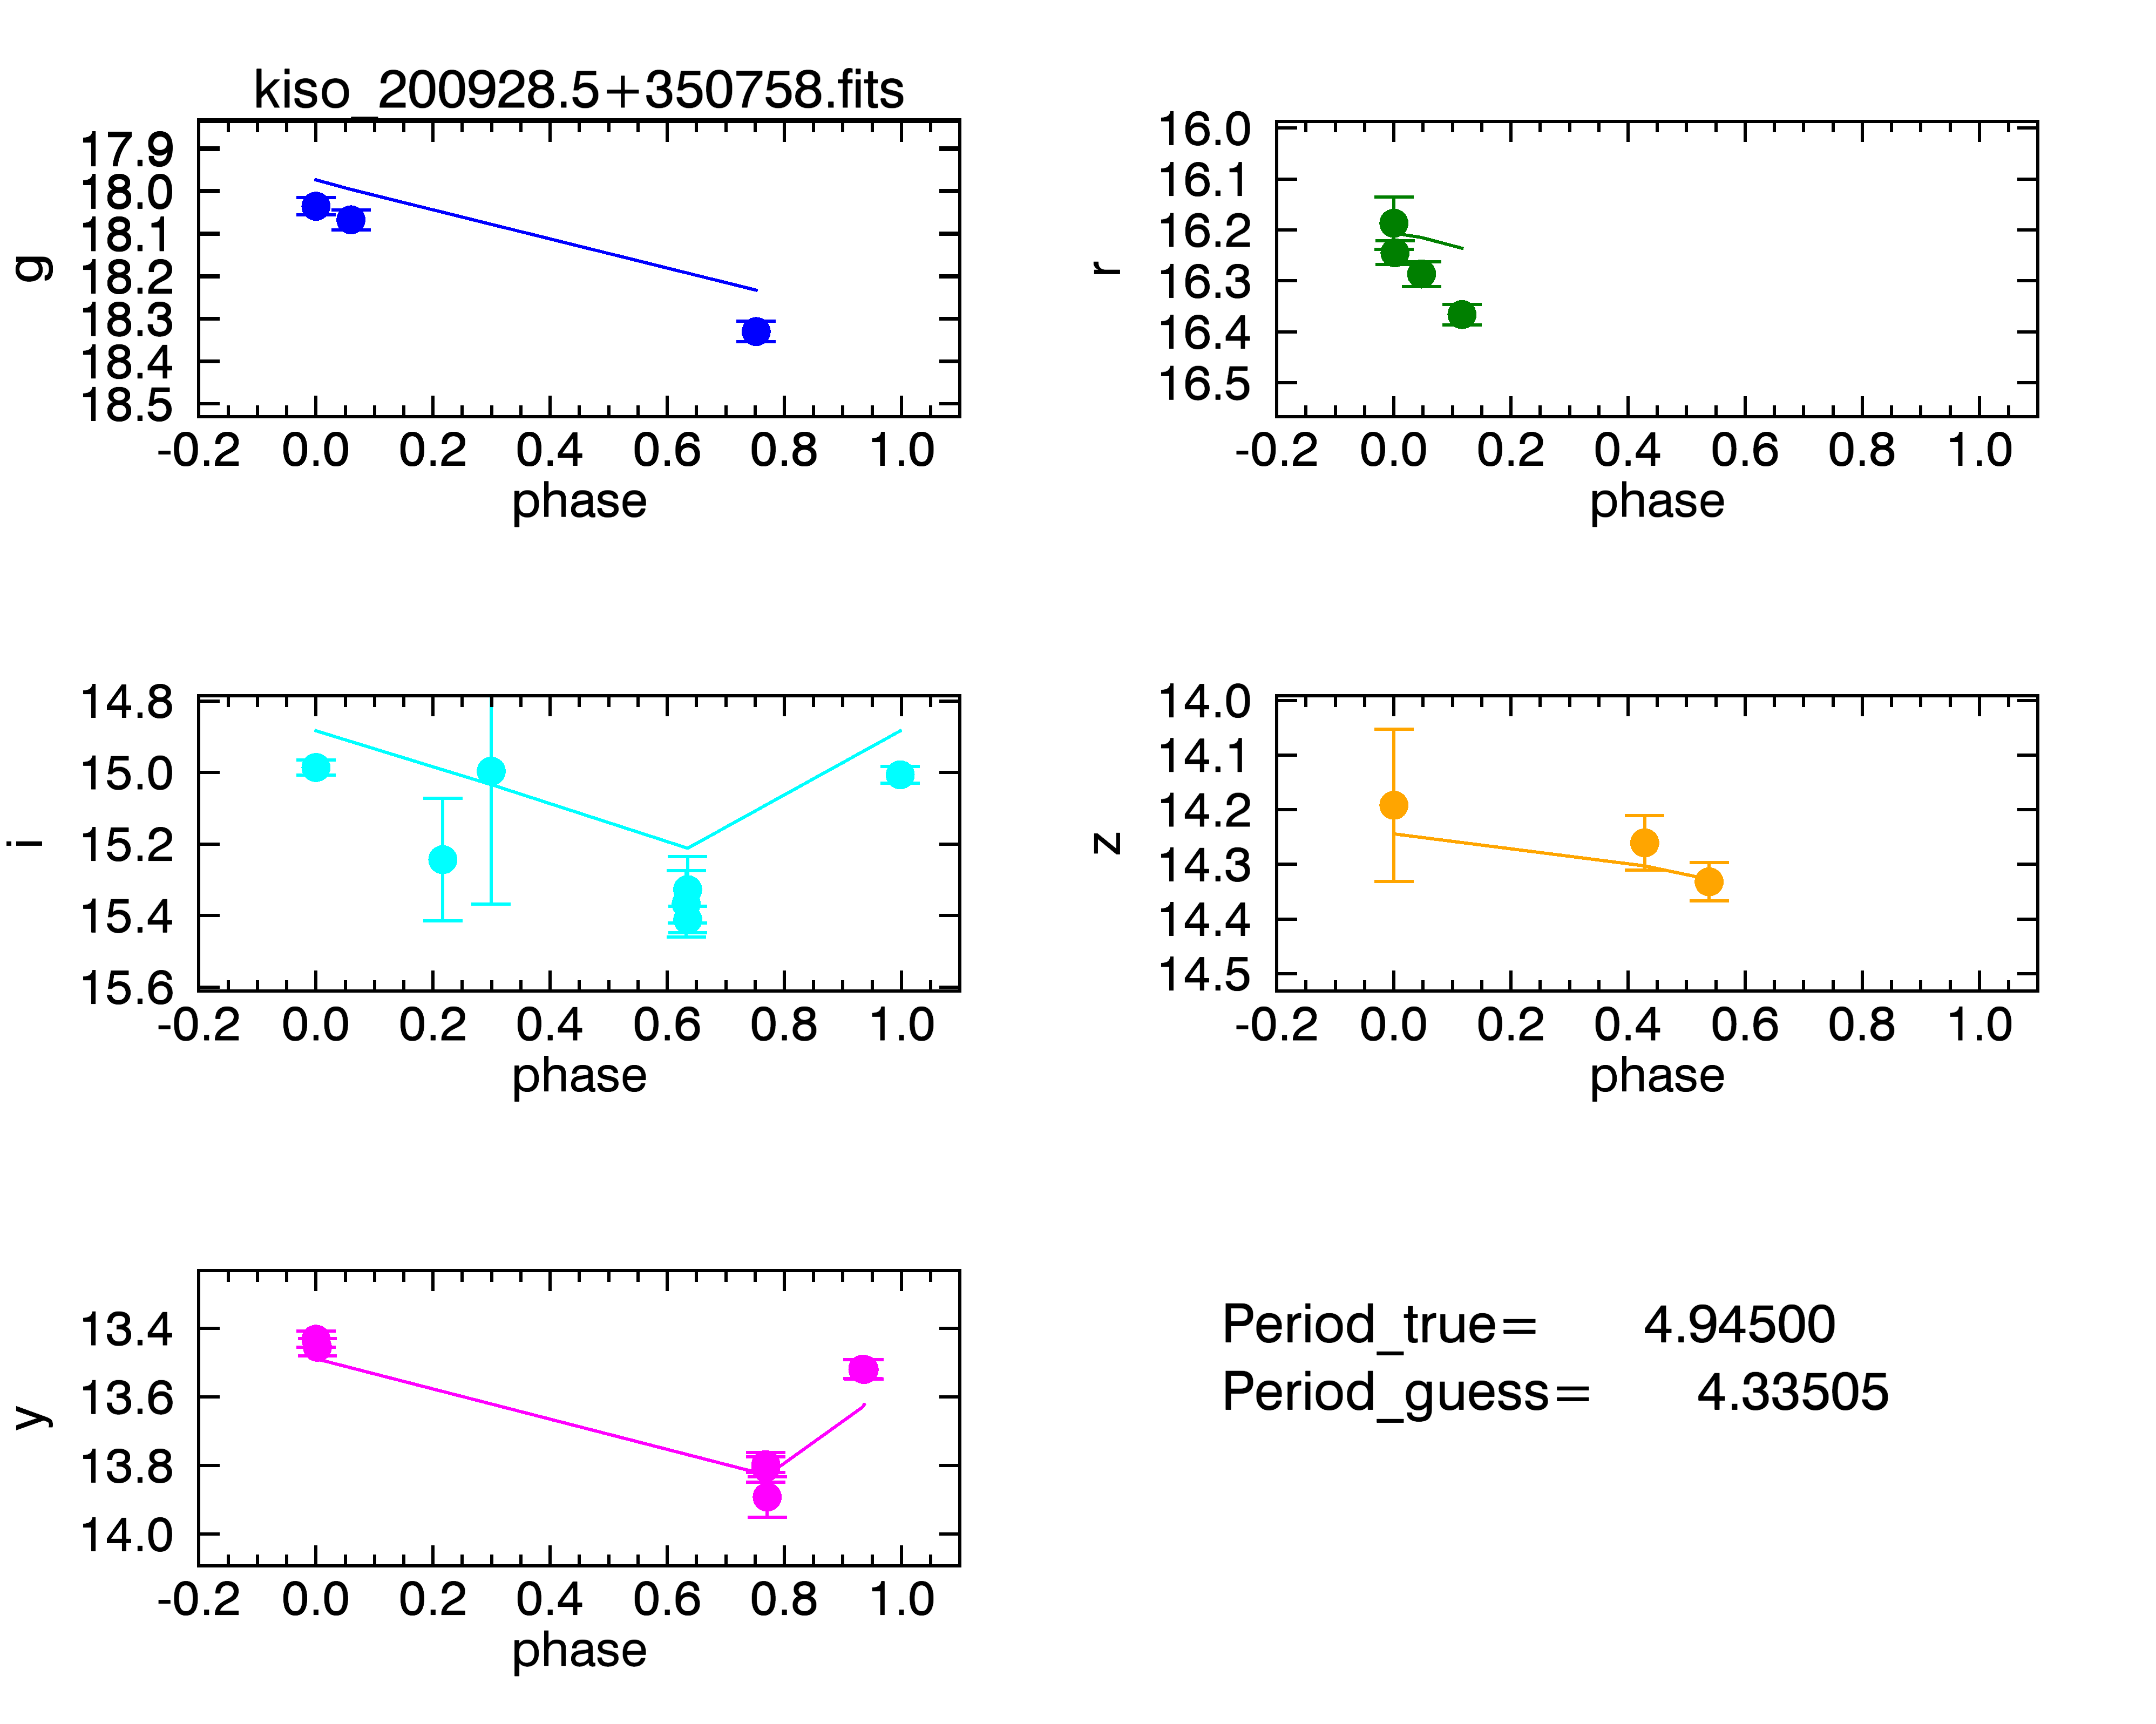 kiso_200928.5+350758.fits
17.9
18.0
18.1
18.2
18.3
18.4
18.5
g
-0.2 0.0 0.2 0.4 0.6 0.8 1.0
phase
16.0
16.1
16.2
16.3
16.4
16.5
r
-0.2 0.0 0.2 0.4 0.6 0.8 1.0
phase
14.8
15.0
15.2
15.4
15.6
i
-0.2 0.0 0.2 0.4 0.6 0.8 1.0
phase
14.0
14.1
14.2
14.3
14.4
14.5
z
-0.2 0.0 0.2 0.4 0.6 0.8 1.0
phase
13.4
13.6
13.8
14.0
y
-0.2 0.0 0.2 0.4 0.6 0.8 1.0
phase
Period_true= 4.94500
Period_guess= 4.33505